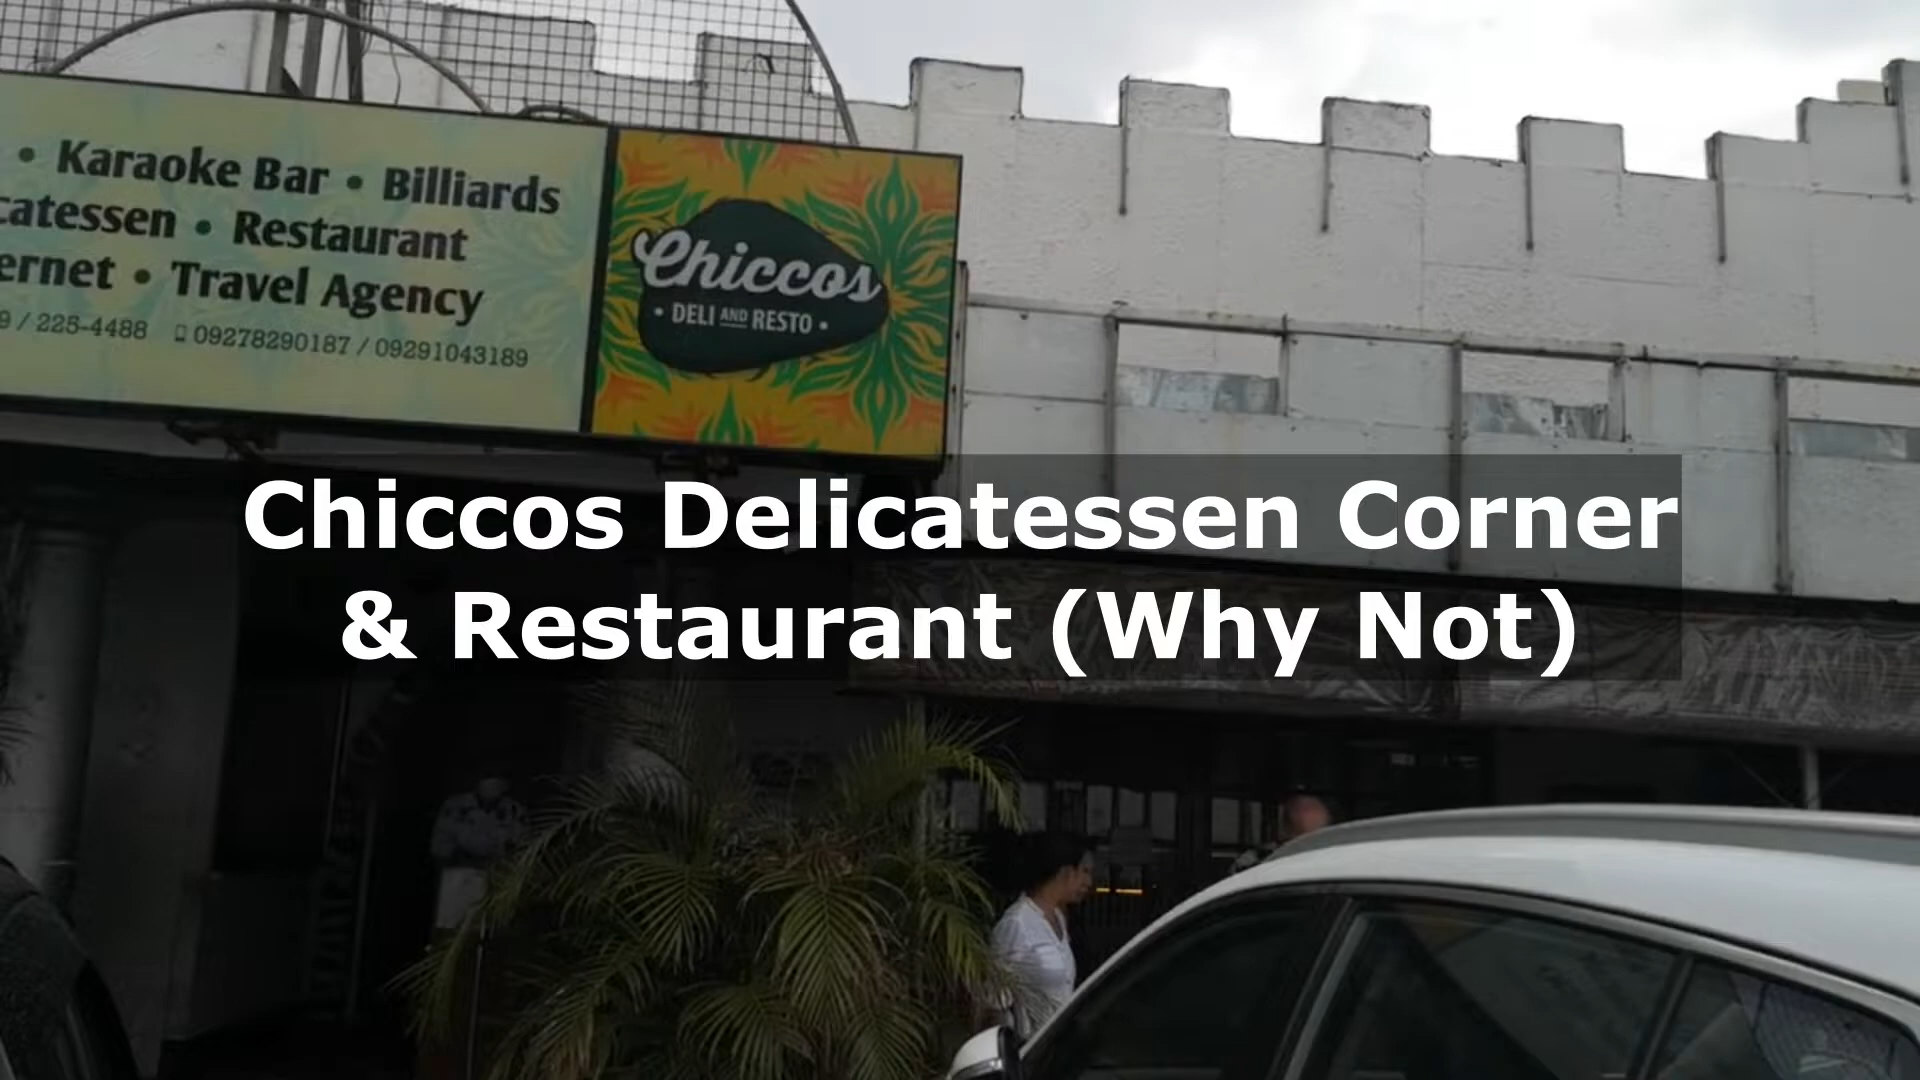 • Karaoke Bar • Billiards
catessen • Restaurant
ernet • Travel Agency
9 / 225-4488 09278290187 / 09291043189
Chiccos
• DELI AND RESTO •
Chiccos Delicatessen Corner
& Restaurant (Why Not)